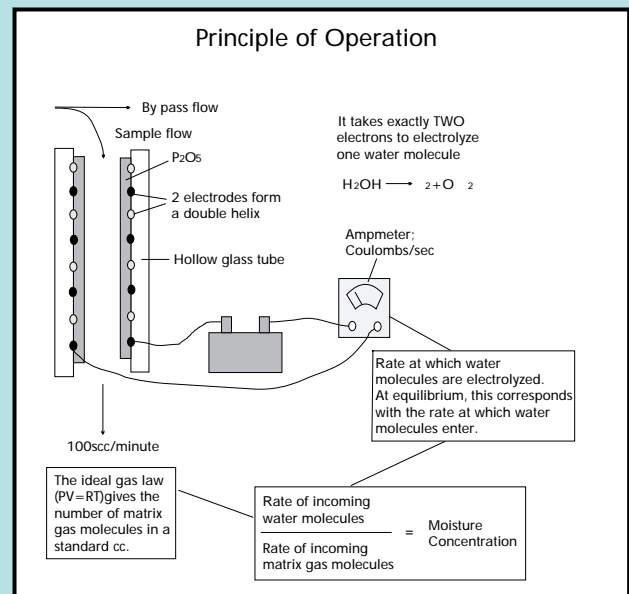 Principle of Operation
By pass flow
Sample flow
P2O5
2 electrodes form
a double helix
Hollow glass tube
It takes exactly TWO
electrons to electrolyze
one water molecule
H2OH → 2+O 2
Ampmeter;
Coulombs/sec
Rate at which water
molecules are electrolyzed.
At equilibrium, this corresponds
with the rate at which water
molecules enter.
100scc/minute
The ideal gas law
(PV=RT)gives the
number of matrix
gas molecules in a
standard cc.
Rate of incoming
water molecules
Rate of incoming
matrix gas molecules
= Moisture
Concentration